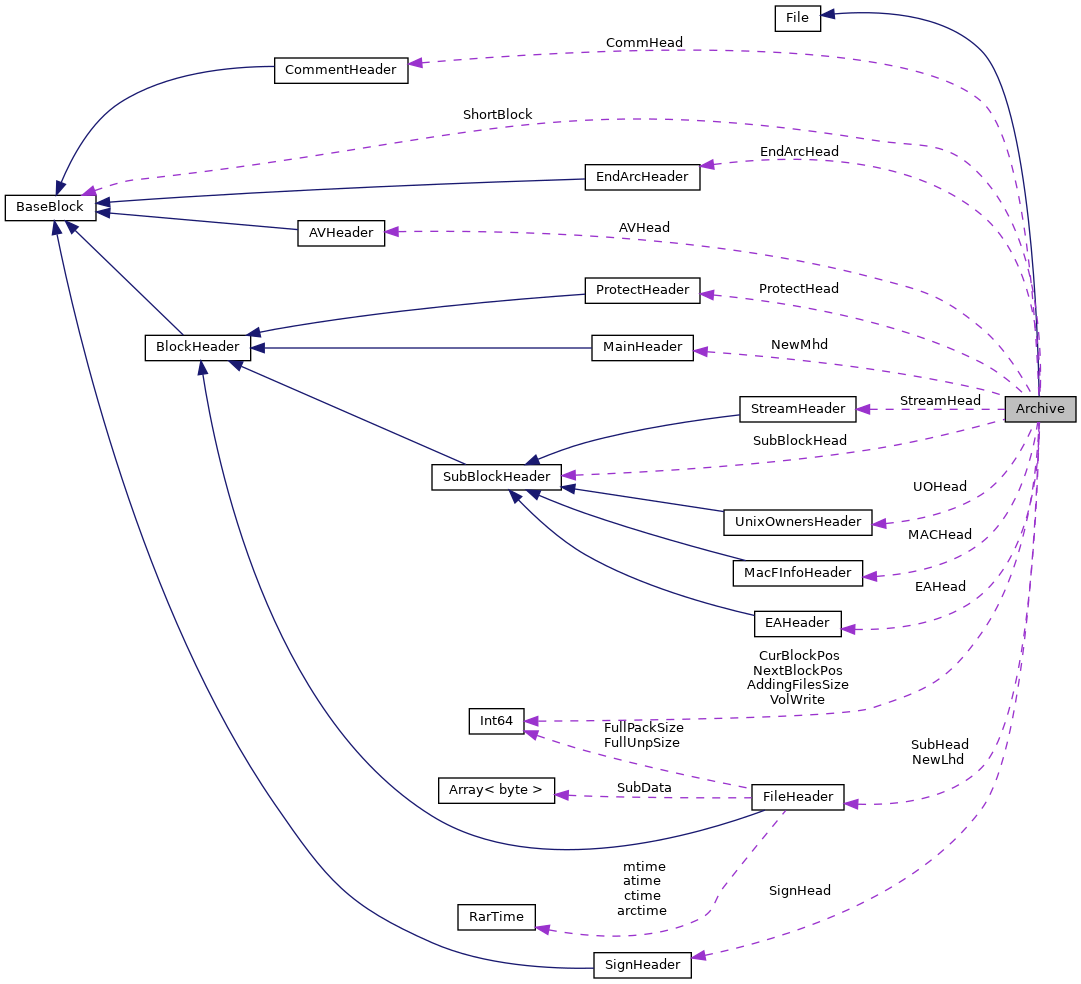 File
CommHead
CommentHeader
ShortBlock
EndArcHead
EndArcHeader
BaseBlock
AVHead
AVHeader
ProtectHead
ProtectHeader
NewMhd
BlockHeader
MainHeader
StreamHead
StreamHeader
Archive
SubBlockHead
SubBlockHeader
UOHead
UnixOwnersHeader
MACHead
MacFInfoHeader
EAHead
EAHeader
CurBlockPos
NextBlockPos
AddingFilesSize
VolWrite
Int64
FullPackSize
FullUnpSize
SubHead
NewLhd
Array< byte >
SubData
FileHeader
mtime
atime
ctime
arctime
SignHead
RarTime
SignHeader